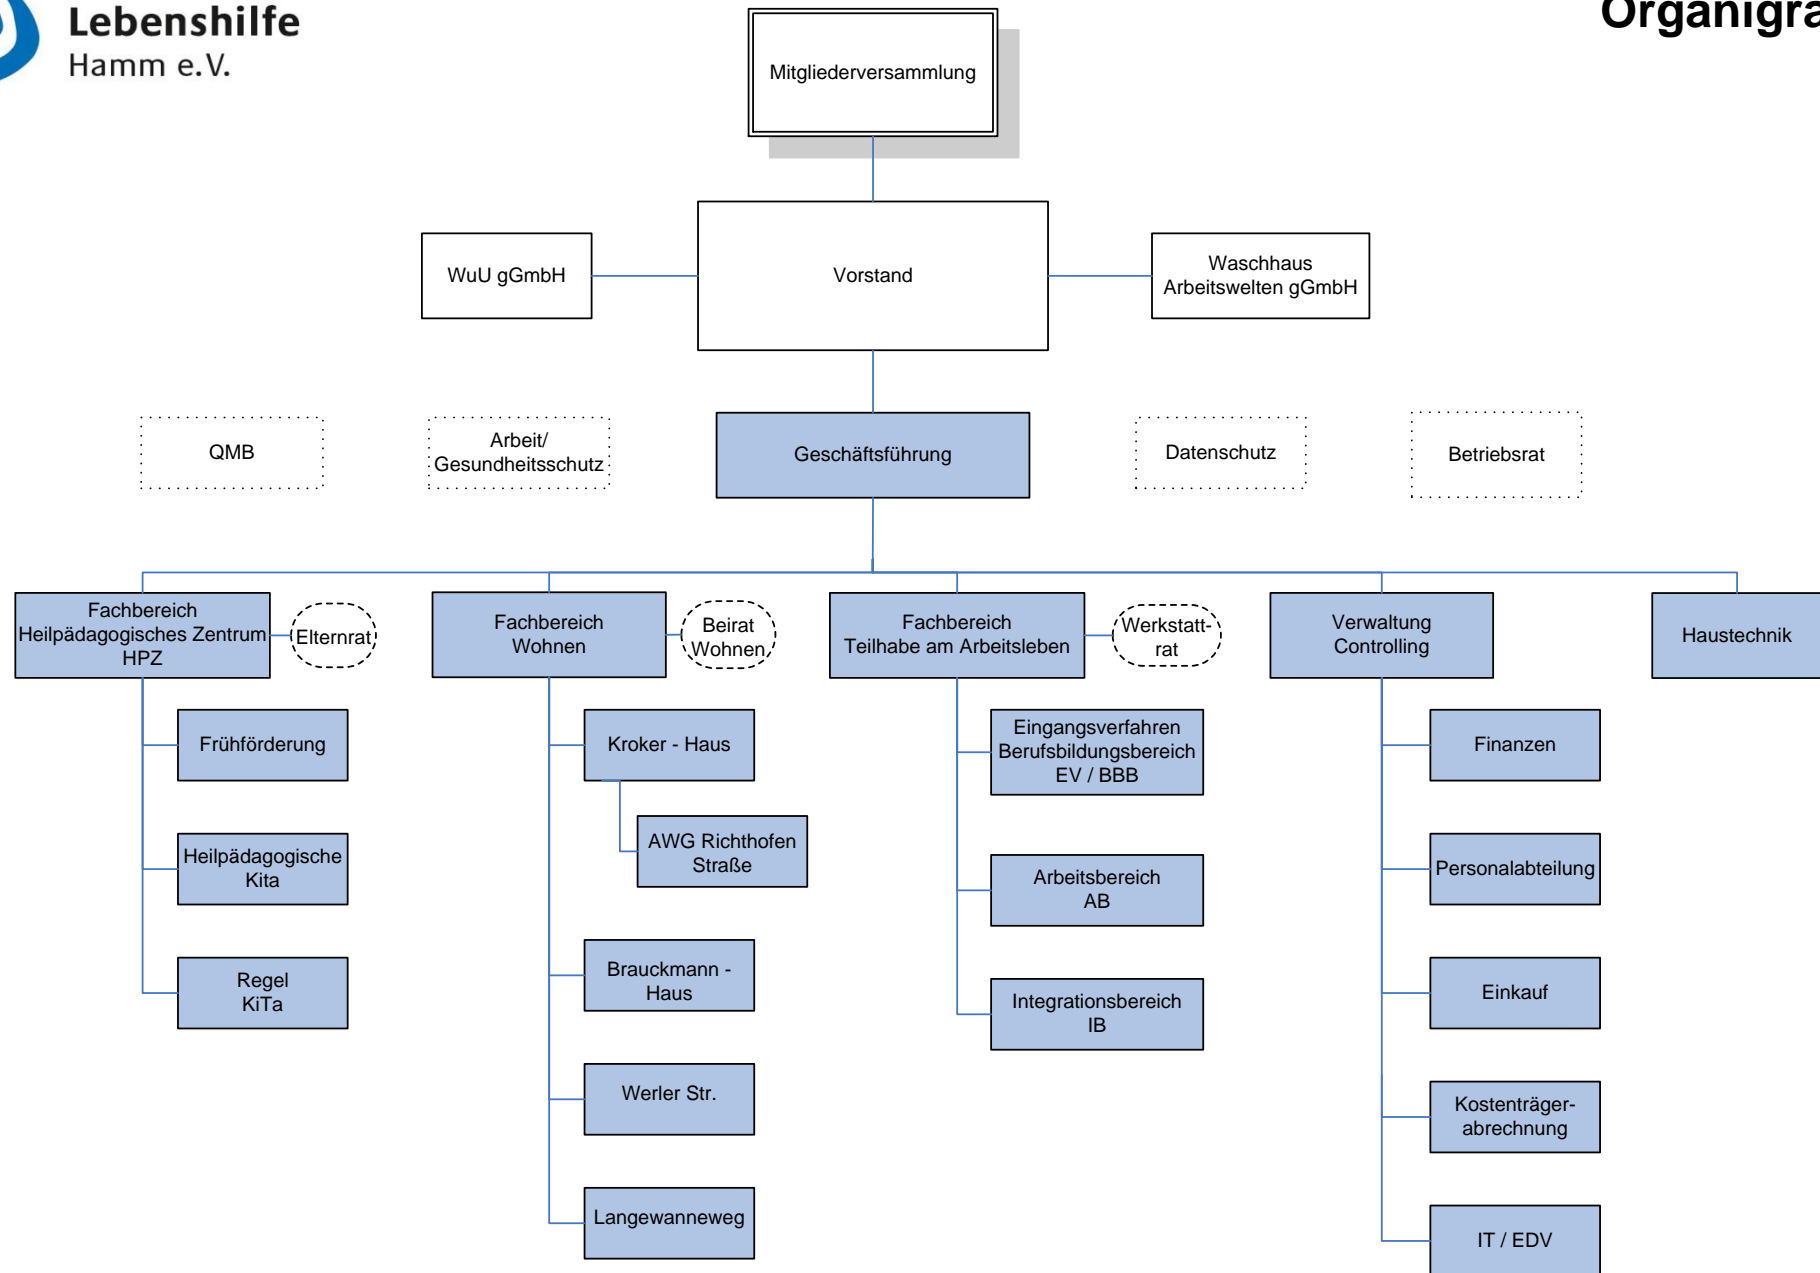 Lebenshilfe
Hamm e.V.
Organigra
Mitgliederversammlung
WuU gGmbH
Vorstand
Waschhaus
Arbeitswelten gGmbH
QMB
Arbeit/
Gesundheitsschutz
Geschäftsführung
Datenschutz
Betriebsrat
Fachbereich
Heilpädagogisches Zentrum
HPZ
Elternrat
Fachbereich
Wohnen
Beirat
Wohnen
Fachbereich
Teilhabe am Arbeitsleben
Werkstatt-
rat
Verwaltung
Controlling
Haustechnik
Frühförderung
Heilpädagogische
Kita
Regel
KiTa
Kroker - Haus
AWG Richthofen
Straße
Brauckmann -
Haus
Werler Str.
Langewanneweg
Eingangsverfahren
Berufsbildungsbereich
EV / BBB
Arbeitsbereich
AB
Integrationsbereich
IB
Finanzen
Personalabteilung
Einkauf
Kostenträger-
abrechnung
IT / EDV